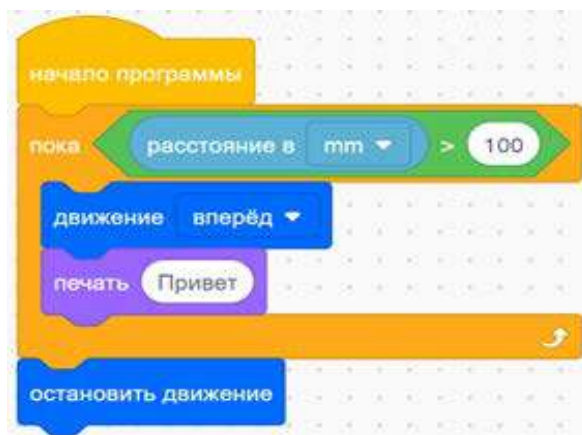 начало программы
пока расстояние в mm > 100
движение вперёд
печать Привет
остановить движение